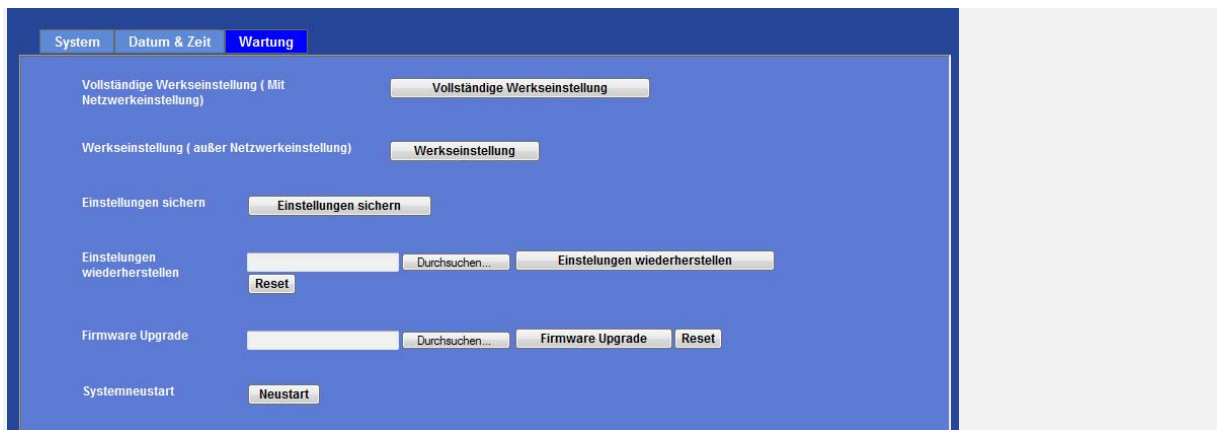 System Datum & Zeit Wartung
Vollständige Werkseinstellung ( Mit Netzwerkeinstellung) Vollständige Werkseinstellung
Werkseinstellung ( außer Netzwerkeinstellung) Werkseinstellung
Einstellungen sichern Einstellungen sichern
Einstelungen wiederherstellen Durchsuchen... Einstelungen wiederherstellen
Reset
Firmware Upgrade Durchsuchen... Firmware Upgrade Reset
Systemneustart Neustart